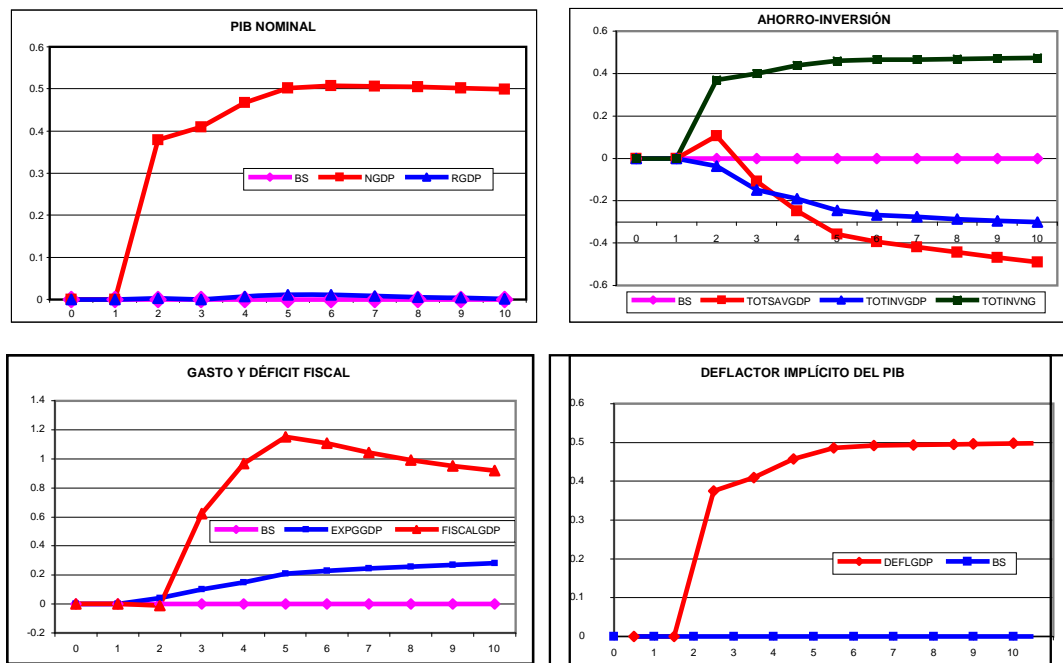 PIB NOMINAL
0.6
0.5
0.4
0.3
0.2
0.1
0
0 1 2 3 4 5 6 7 8 9 10
BS NGDP RGDP
AHORRO-INVERSIÓN
0.6
0.4
0.2
0
-0.2
-0.4
-0.6
0 1 2 3 4 5 6 7 8 9 10
BS TOTSAVGDP TOTINVGDP TOTINVNG
GASTO Y DÉFICIT FISCAL
1.4
1.2
1
0.8
0.6
0.4
0.2
0
-0.2
0 1 2 3 4 5 6 7 8 9 10
BS EXPGGDP FISCALGDP
DEFLACTOR IMPLÍCITO DEL PIB
0.6
0.5
0.4
0.3
0.2
0.1
0
0 1 2 3 4 5 6 7 8 9 10
DEFLGDP BS